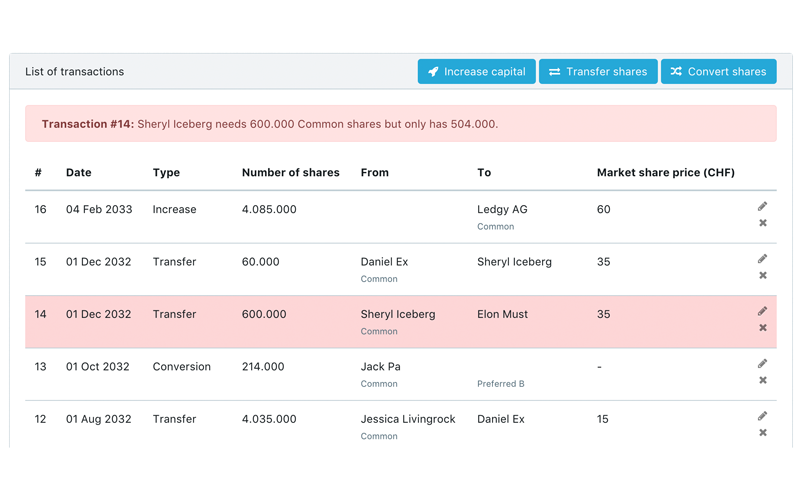 List of transactions
Increase capital
Transfer shares
Convert shares
Transaction #14: Sheryl Iceberg needs 600.000 Common shares but only has 504.000.
# Date Type Number of shares From To Market share price (CHF)
16 04 Feb 2033 Increase 4.085.000 Ledgy AG 60
Common
15 01 Dec 2032 Transfer 60.000 Daniel Ex Sheryl Iceberg 35
Common
14 01 Dec 2032 Transfer 600.000 Sheryl Iceberg Elon Must 35
Common
13 01 Oct 2032 Conversion 214.000 Jack Pa -
Common Preferred B
12 01 Aug 2032 Transfer 4.035.000 Jessica Livingrock Daniel Ex 15
Common